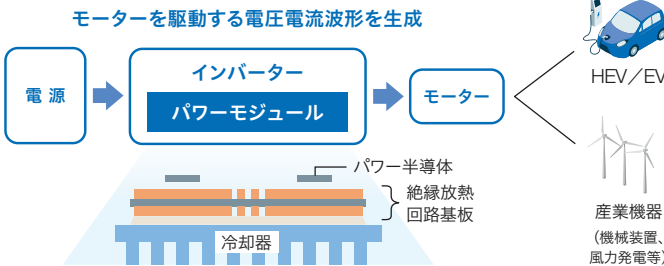 モーターを駆動する電圧電流波形を生成
電源
インバーター
パワーモジュール
モーター
HEV／EV
パワー半導体
絶縁放熱
回路基板
冷却器
産業機器
（機械装置、
風力発電等）